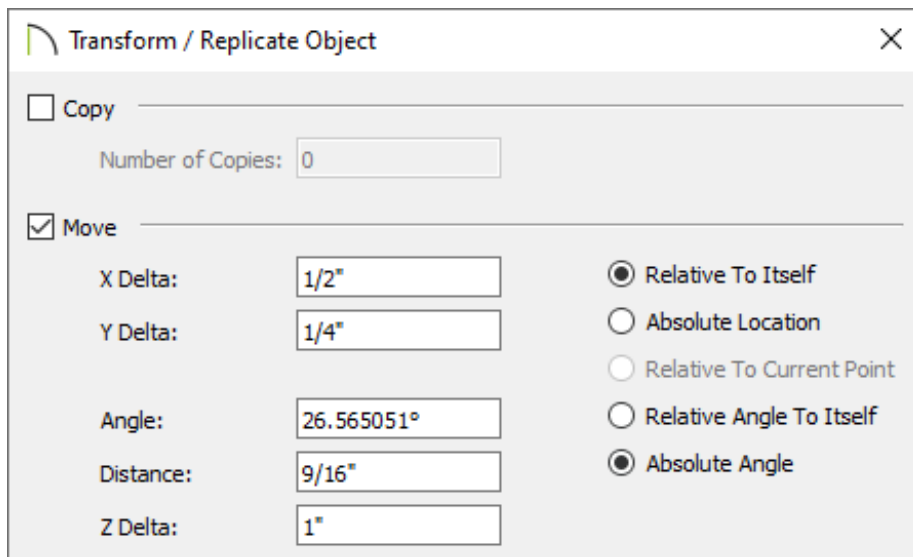 Transform / Replicate Object
Copy
Number of Copies: 0
Move
X Delta: 1/2"
Relative To Itself
Y Delta: 1/4"
Absolute Location
Relative To Current Point
Angle: 26.565051°
Relative Angle To Itself
Distance: 9/16"
Absolute Angle
Z Delta: 1"